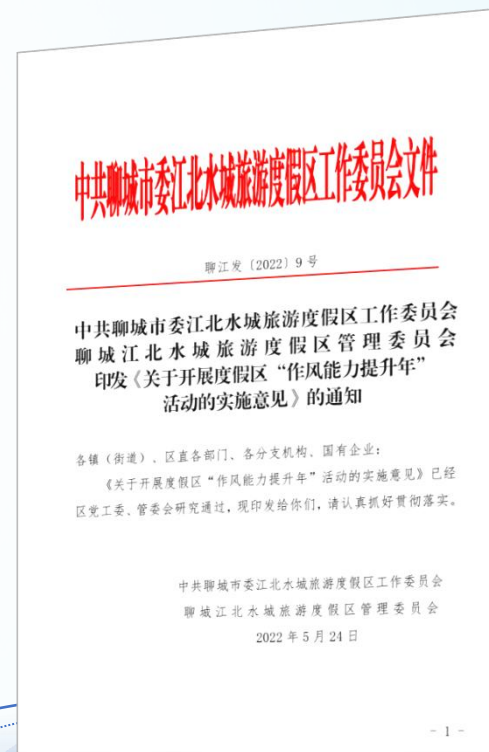 中共聊城市委江北水城旅游度假区工作委员会文件
聊江发〔2022〕9号
中共聊城市委江北水城旅游度假区工作委员会
聊城江北水城旅游度假区管理委员会
印发《关于开展度假区“作风能力提升年”
活动的实施意见》的通知
各镇（街道）、区直各部门、各分支机构、国有企业：
《关于开展度假区“作风能力提升年”活动的实施意见》已经
区党工委、管委会研究通过，现印发给你们，请认真抓好贯彻落实。
中共聊城市委江北水城旅游度假区工作委员会
聊城江北水城旅游度假区管理委员会
2022年5月24日
- 1 -